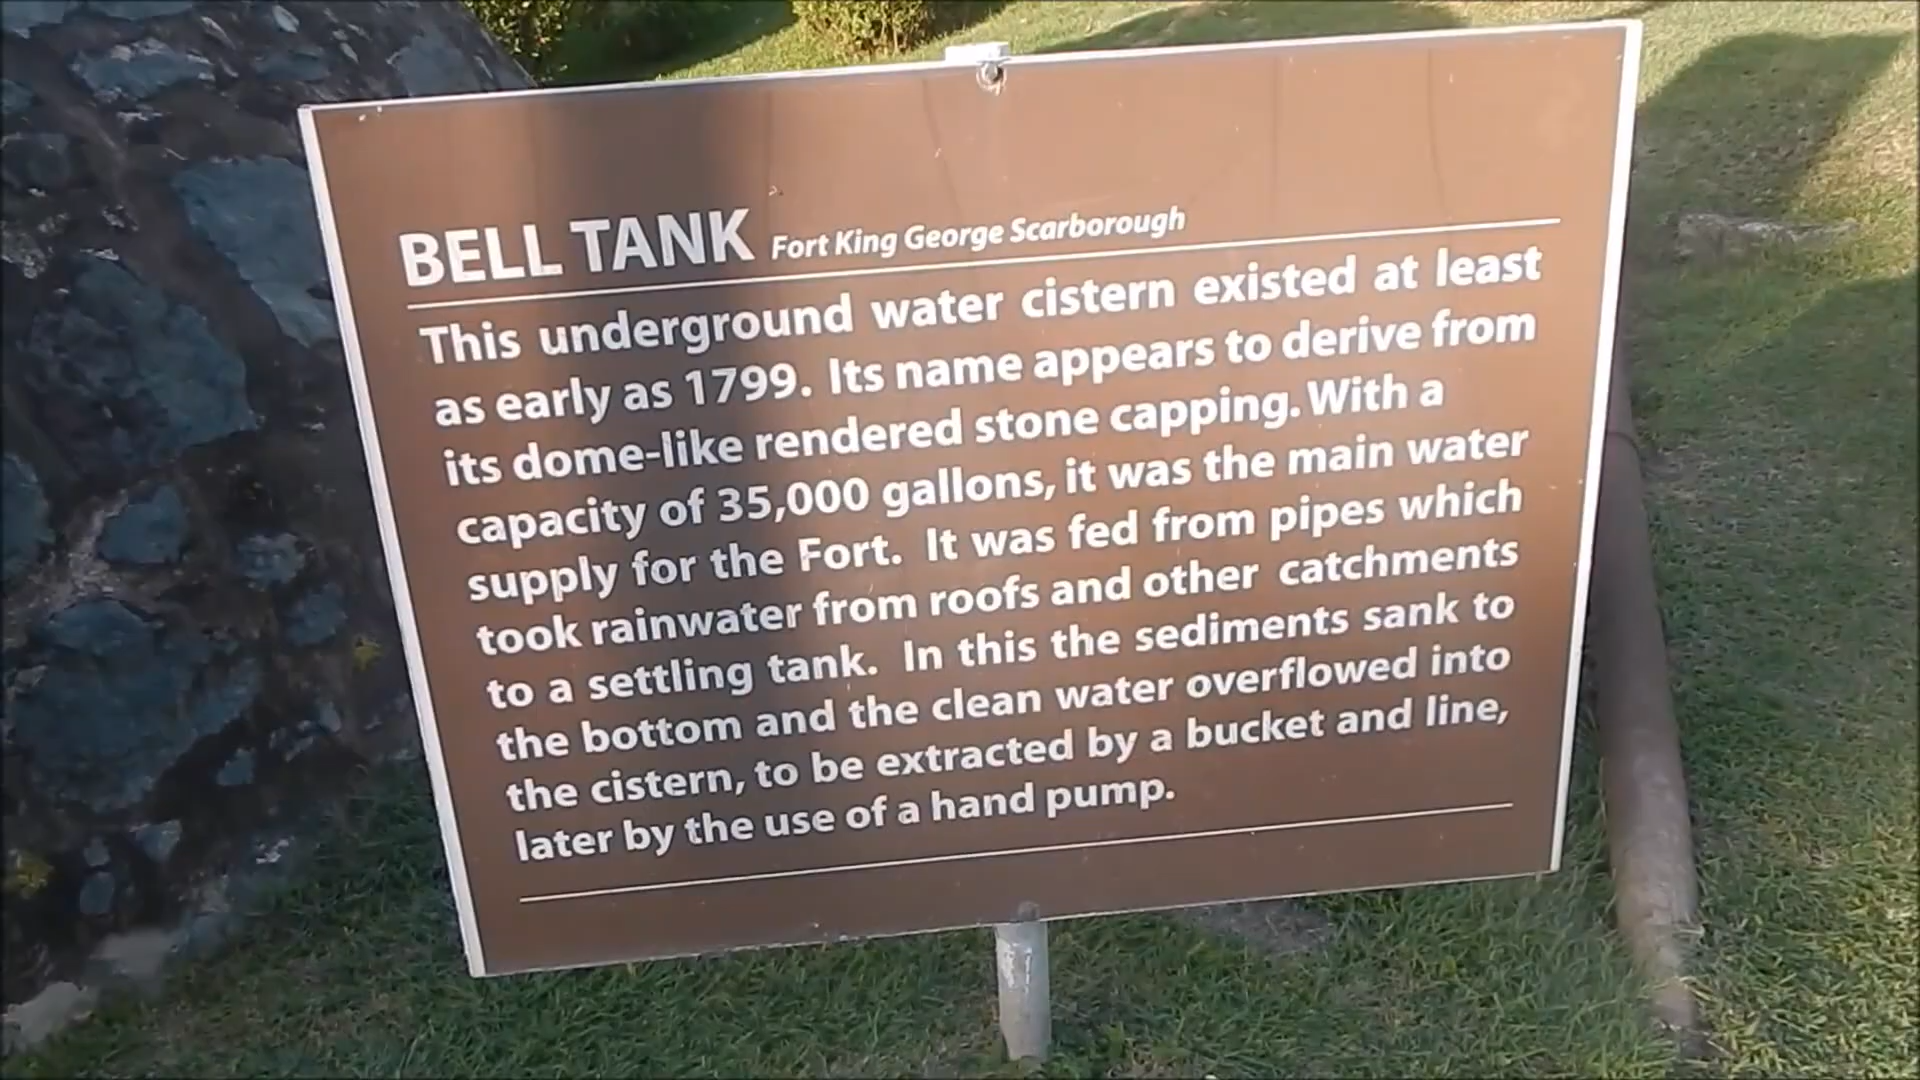 BELL TANK Fort King George Scarborough
This underground water cistern existed at least
as early as 1799. Its name appears to derive from
its dome-like rendered stone capping. With a
capacity of 35,000 gallons, it was the main water
supply for the Fort. It was fed from pipes which
took rainwater from roofs and other catchments
to a settling tank. In this the sediments sank to
the bottom and the clean water overflowed into
the cistern, to be extracted by a bucket and line,
later by the use of a hand pump.